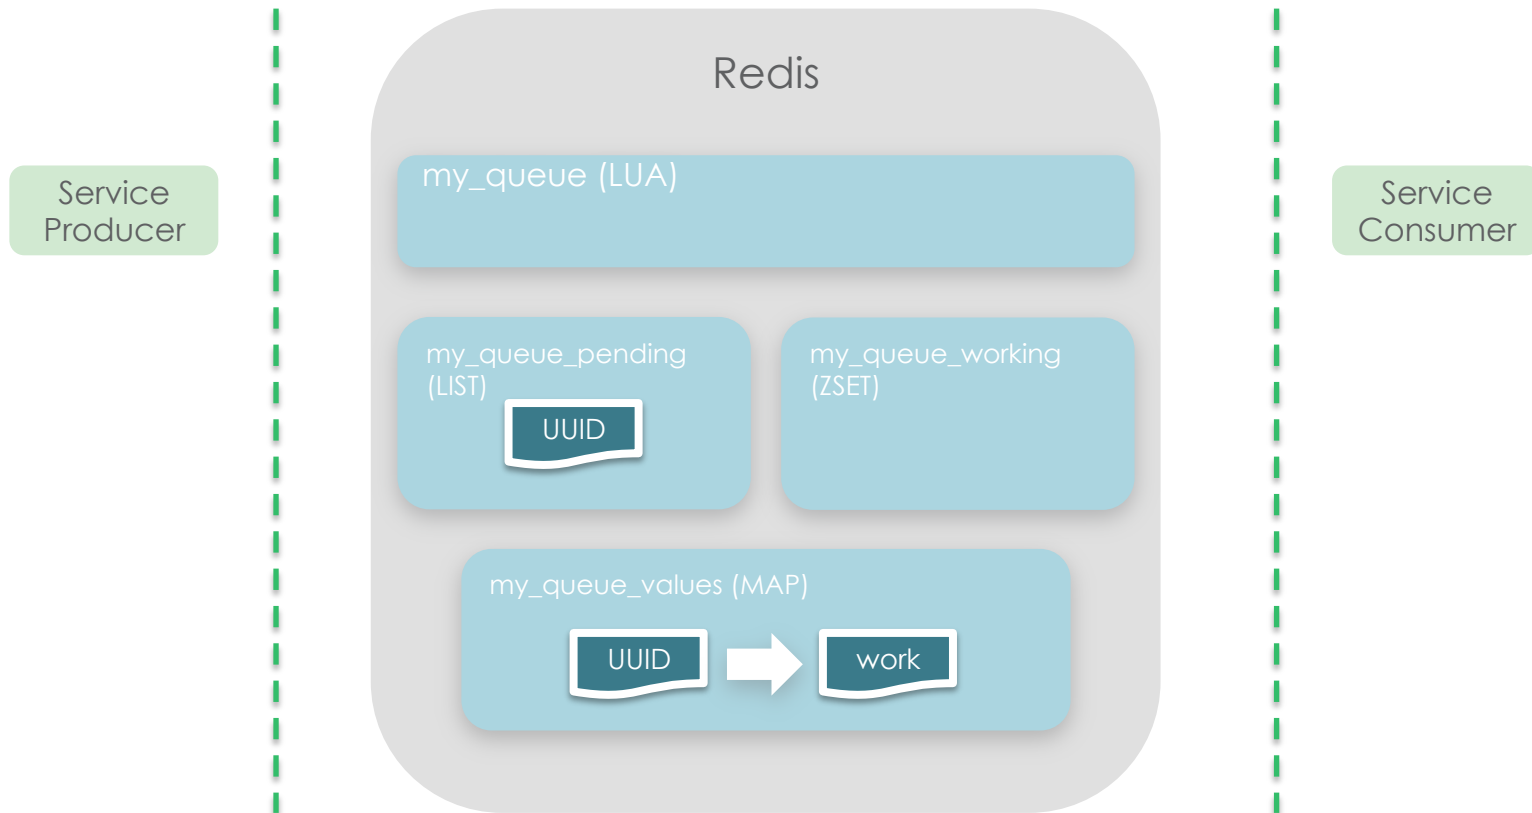 Redis
my_queue (LUA)
Service
Producer
Service
Consumer
my_queue_pending
(LIST)
UUID
my_queue_working
(ZSET)
my_queue_values (MAP)
UUID
work